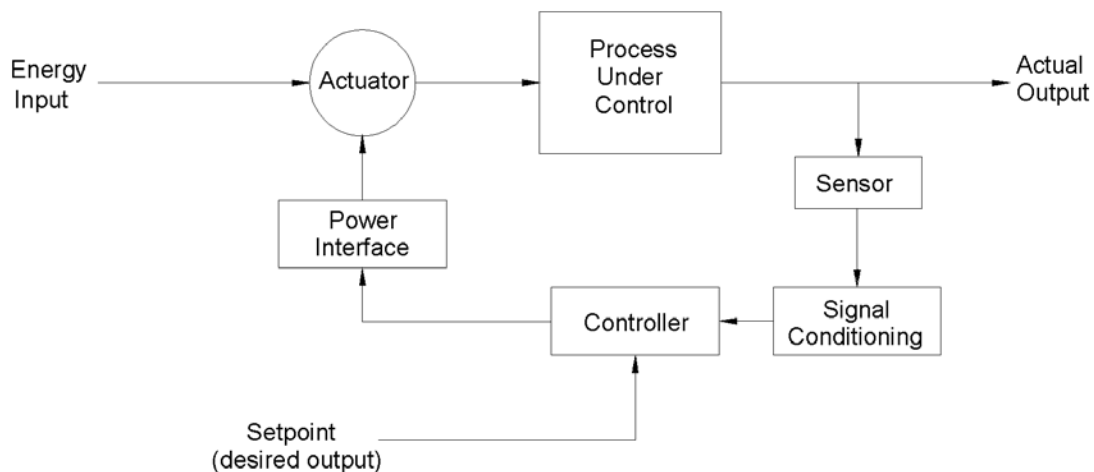 Energy
Input
Actuator
Process
Under
Control
Actual
Output
Sensor
Power
Interface
Controller
Signal
Conditioning
Setpoint
(desired output)